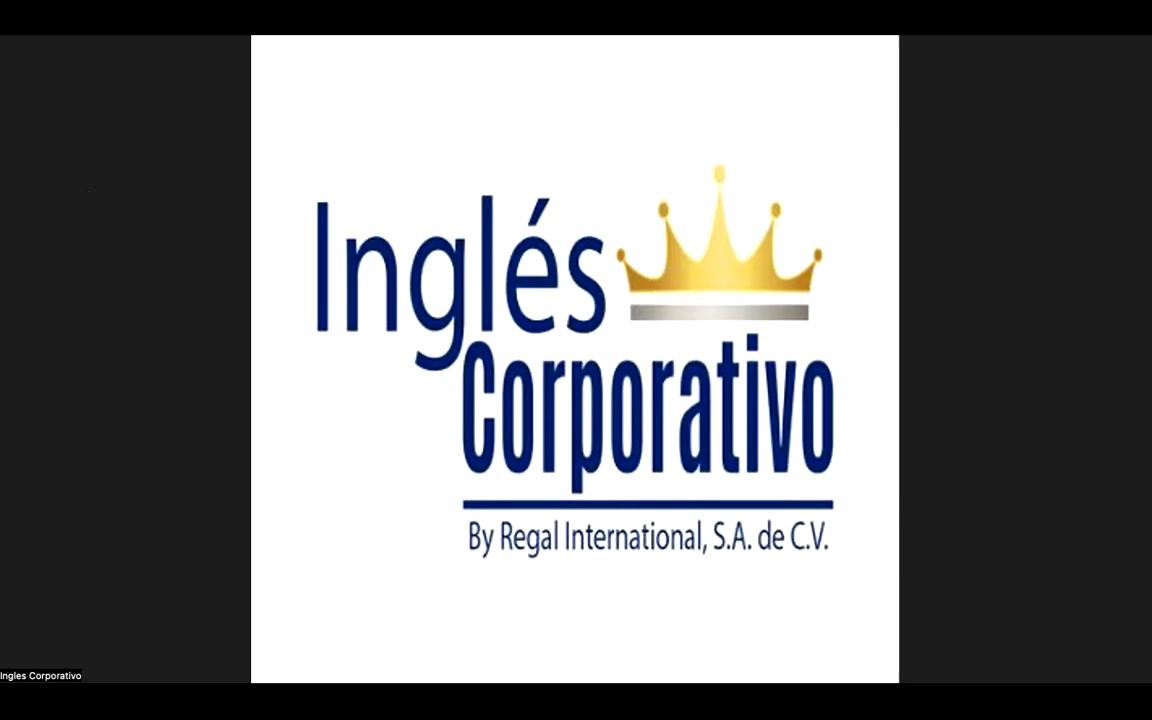 Inglés
Corporativo
By Regal International, S.A. de C.V.
Ingles Corporativo